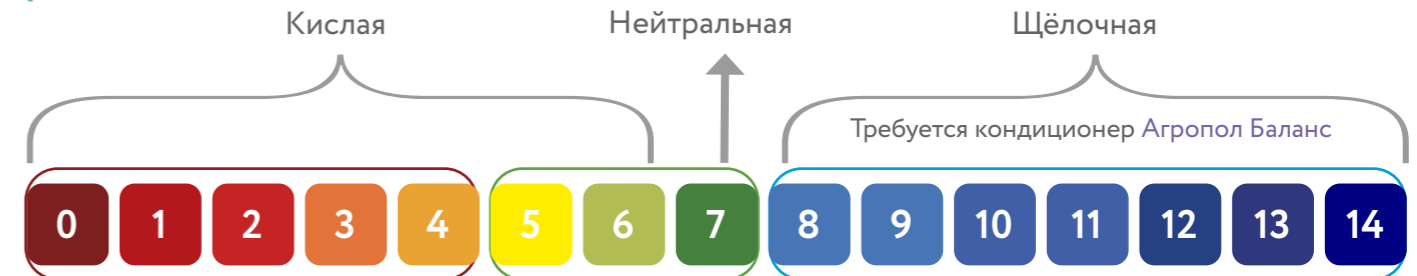 Кислая Нейтральная Щёлочная
Требуется кондиционер Агропол Баланс
0 1 2 3 4 5 6 7 8 9 10 11 12 13 14